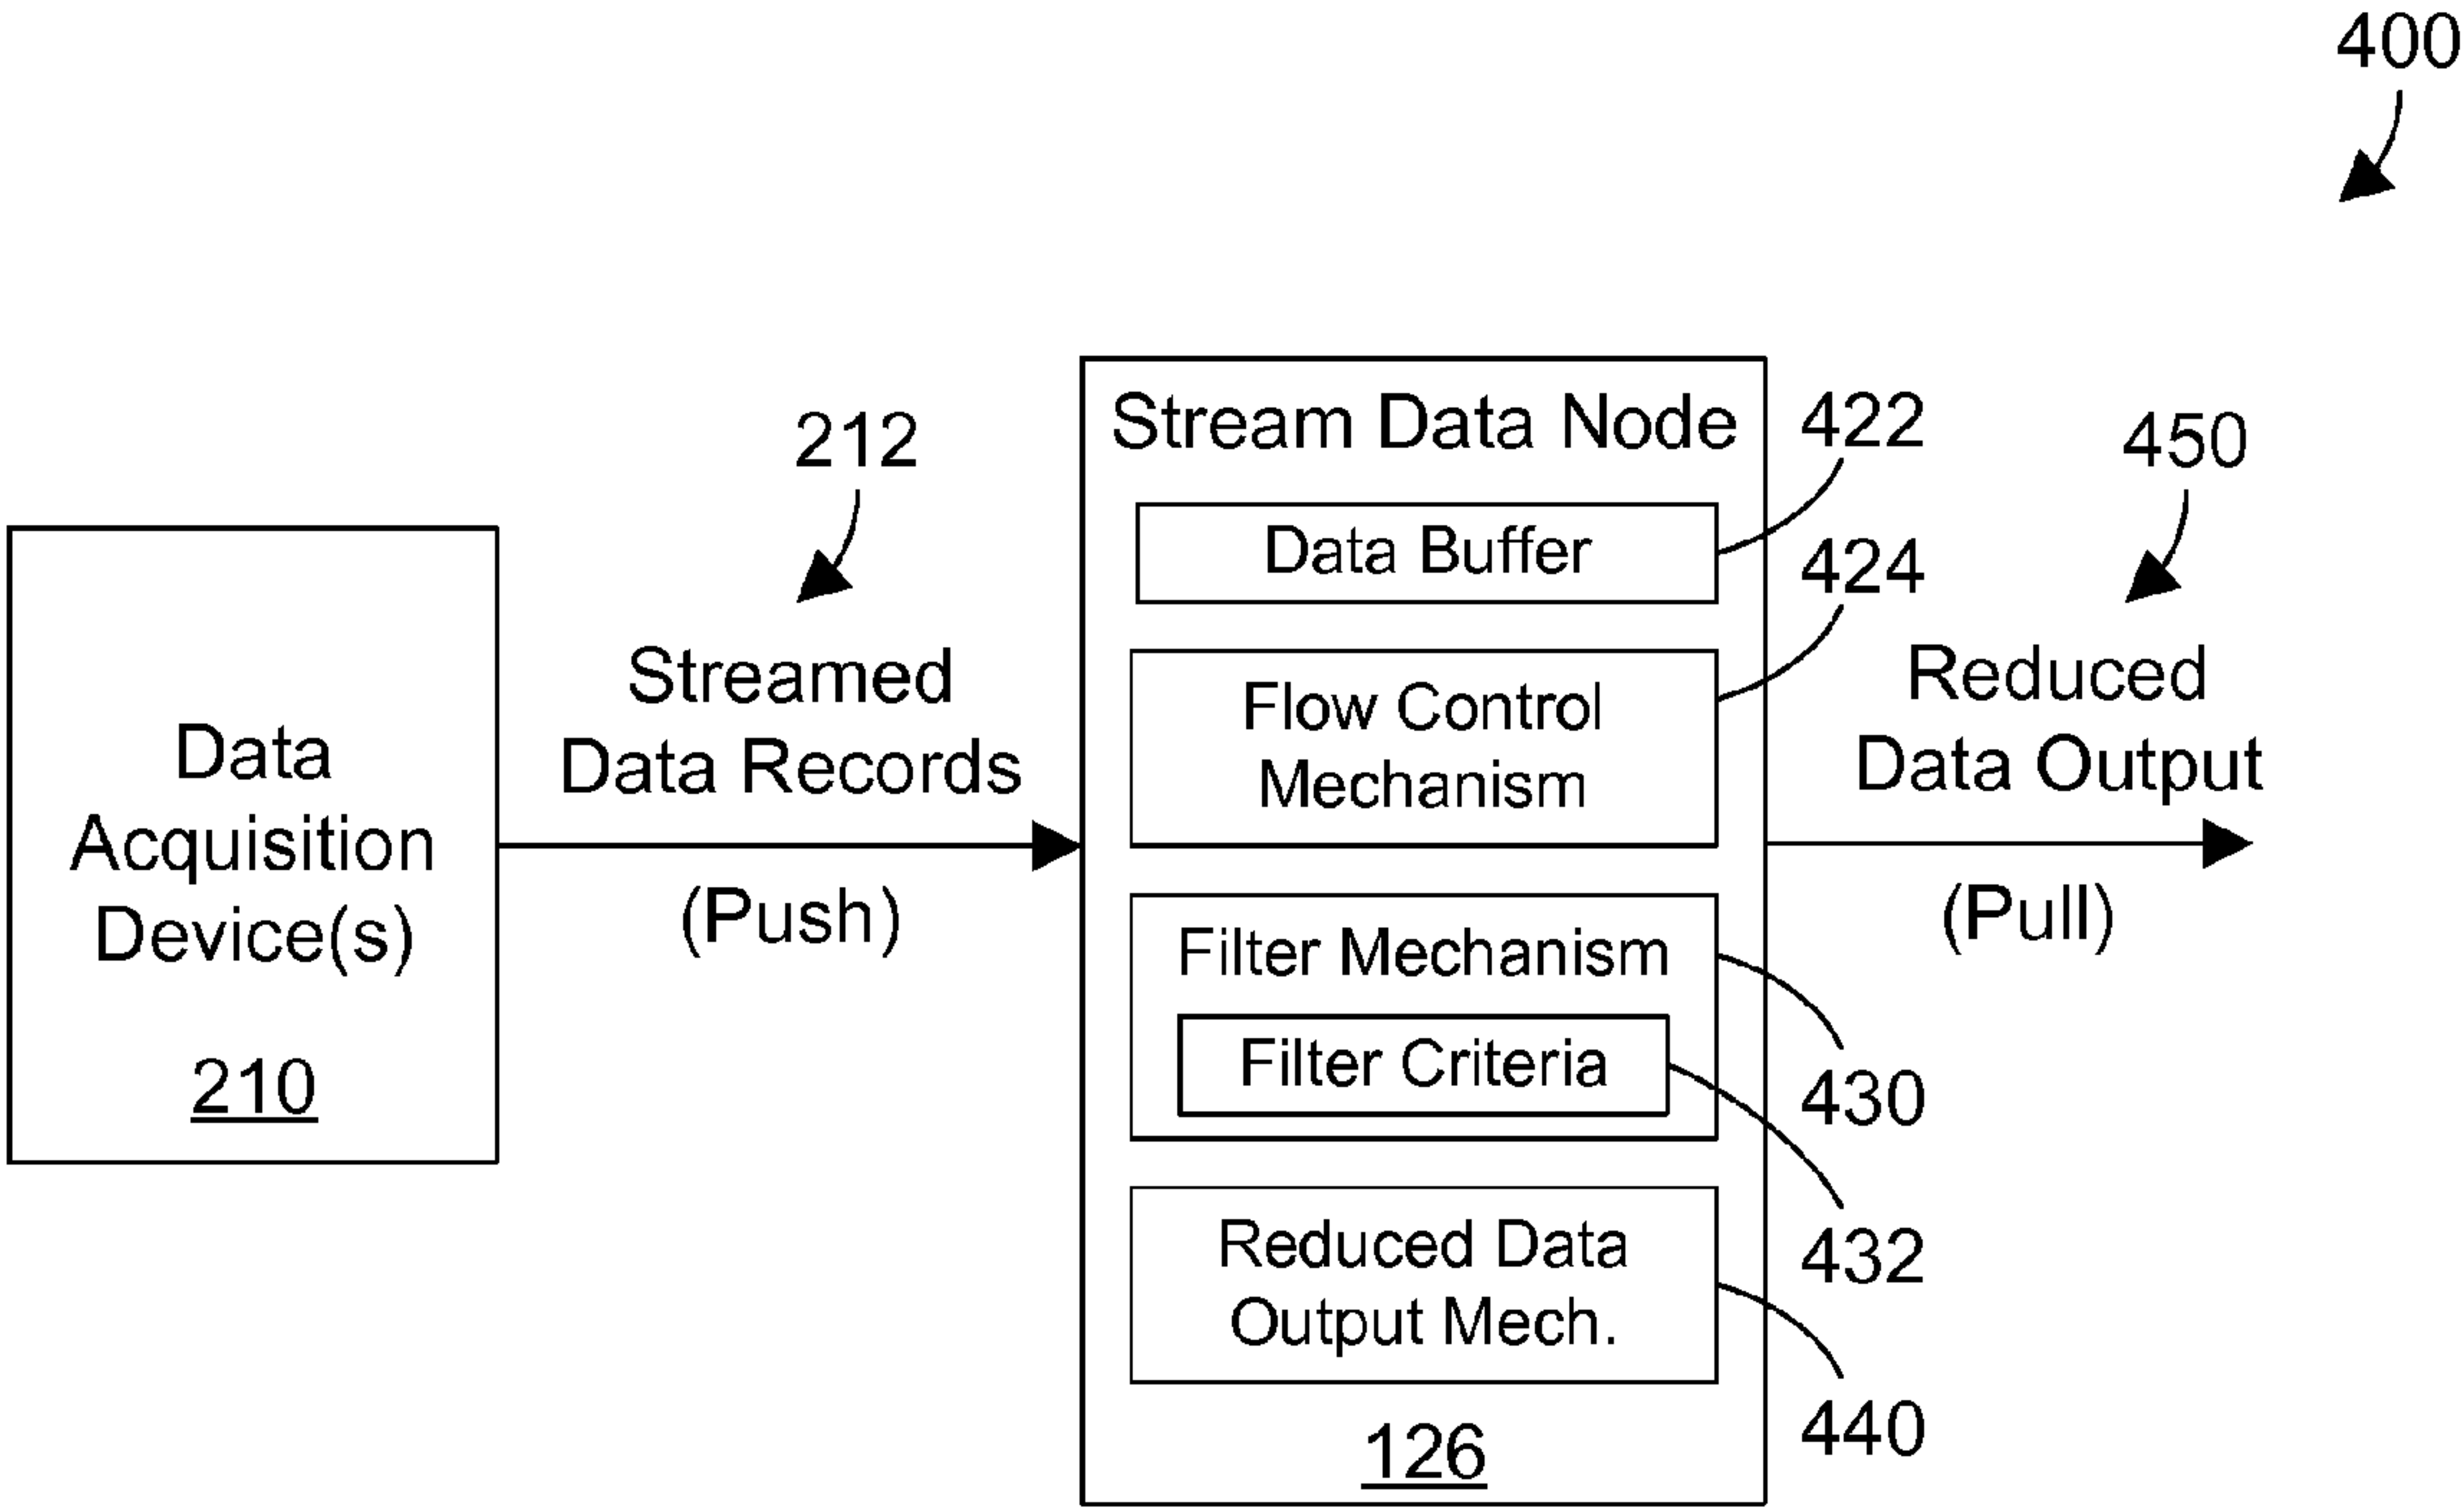 400
Data
Acquisition
Device(s)
210
212
Streamed
Data Records
(Push)
Stream Data Node
Data Buffer
Flow Control
Mechanism
Filter Mechanism
Filter Criteria
Reduced Data
Output Mech.
126
422
424
430
432
440
450
Reduced
Data Output
(Pull)